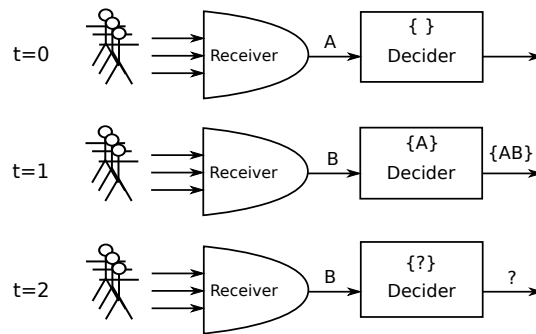 A
{ }
t=0
Receiver
Decider
B
{A}
{AB}
t=1
Receiver
Decider
B
{?}
?
t=2
Receiver
Decider